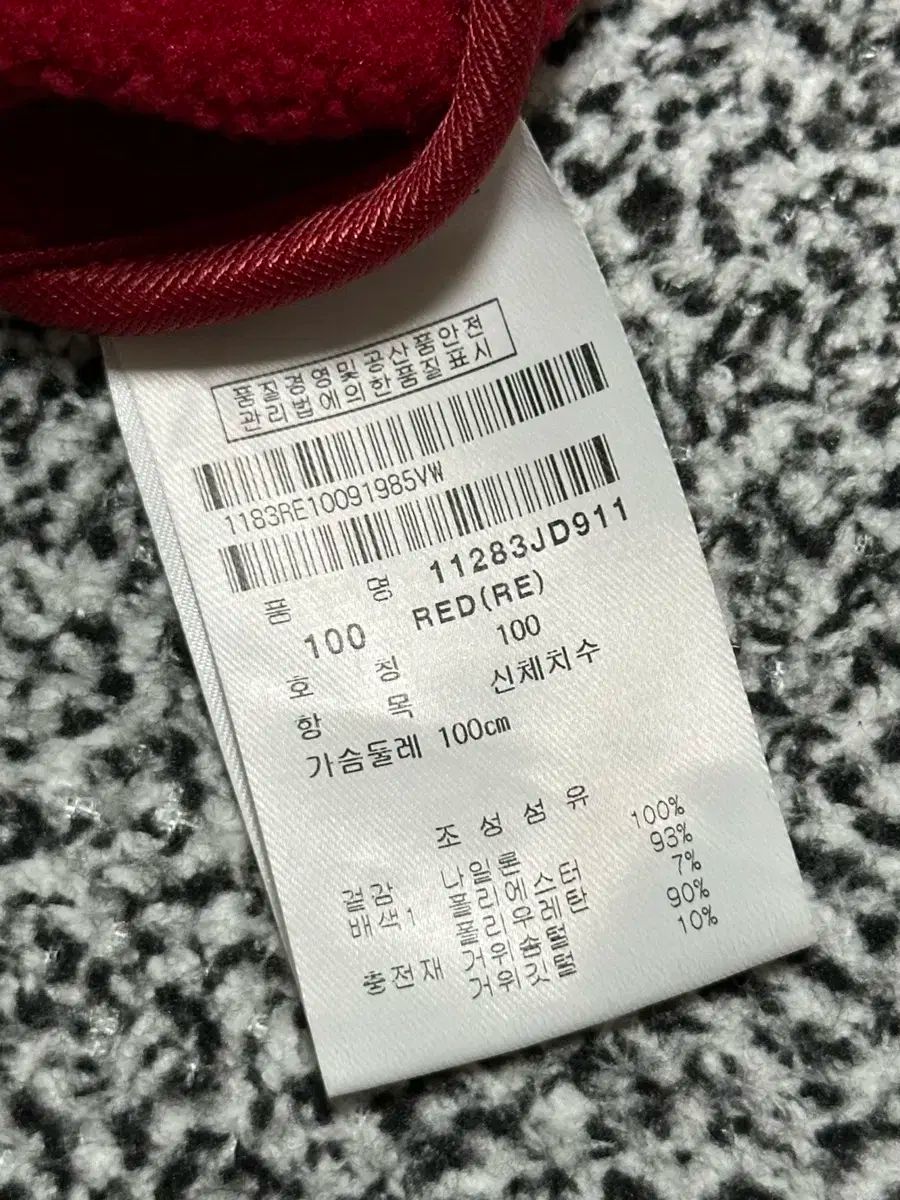 품질경영및공산품안전
관리법에의한품질표시
1183RE10091985VW
품 명 11283JD911
100 RED(RE)
호 칭 100
항 목 신체치수
가슴둘레 100cm
조 성 섬 유
겉감 나일론 100%
배색1 폴리에스터 93%
폴리우레탄 7%
충전재 거위솜털 90%
거위깃털 10%